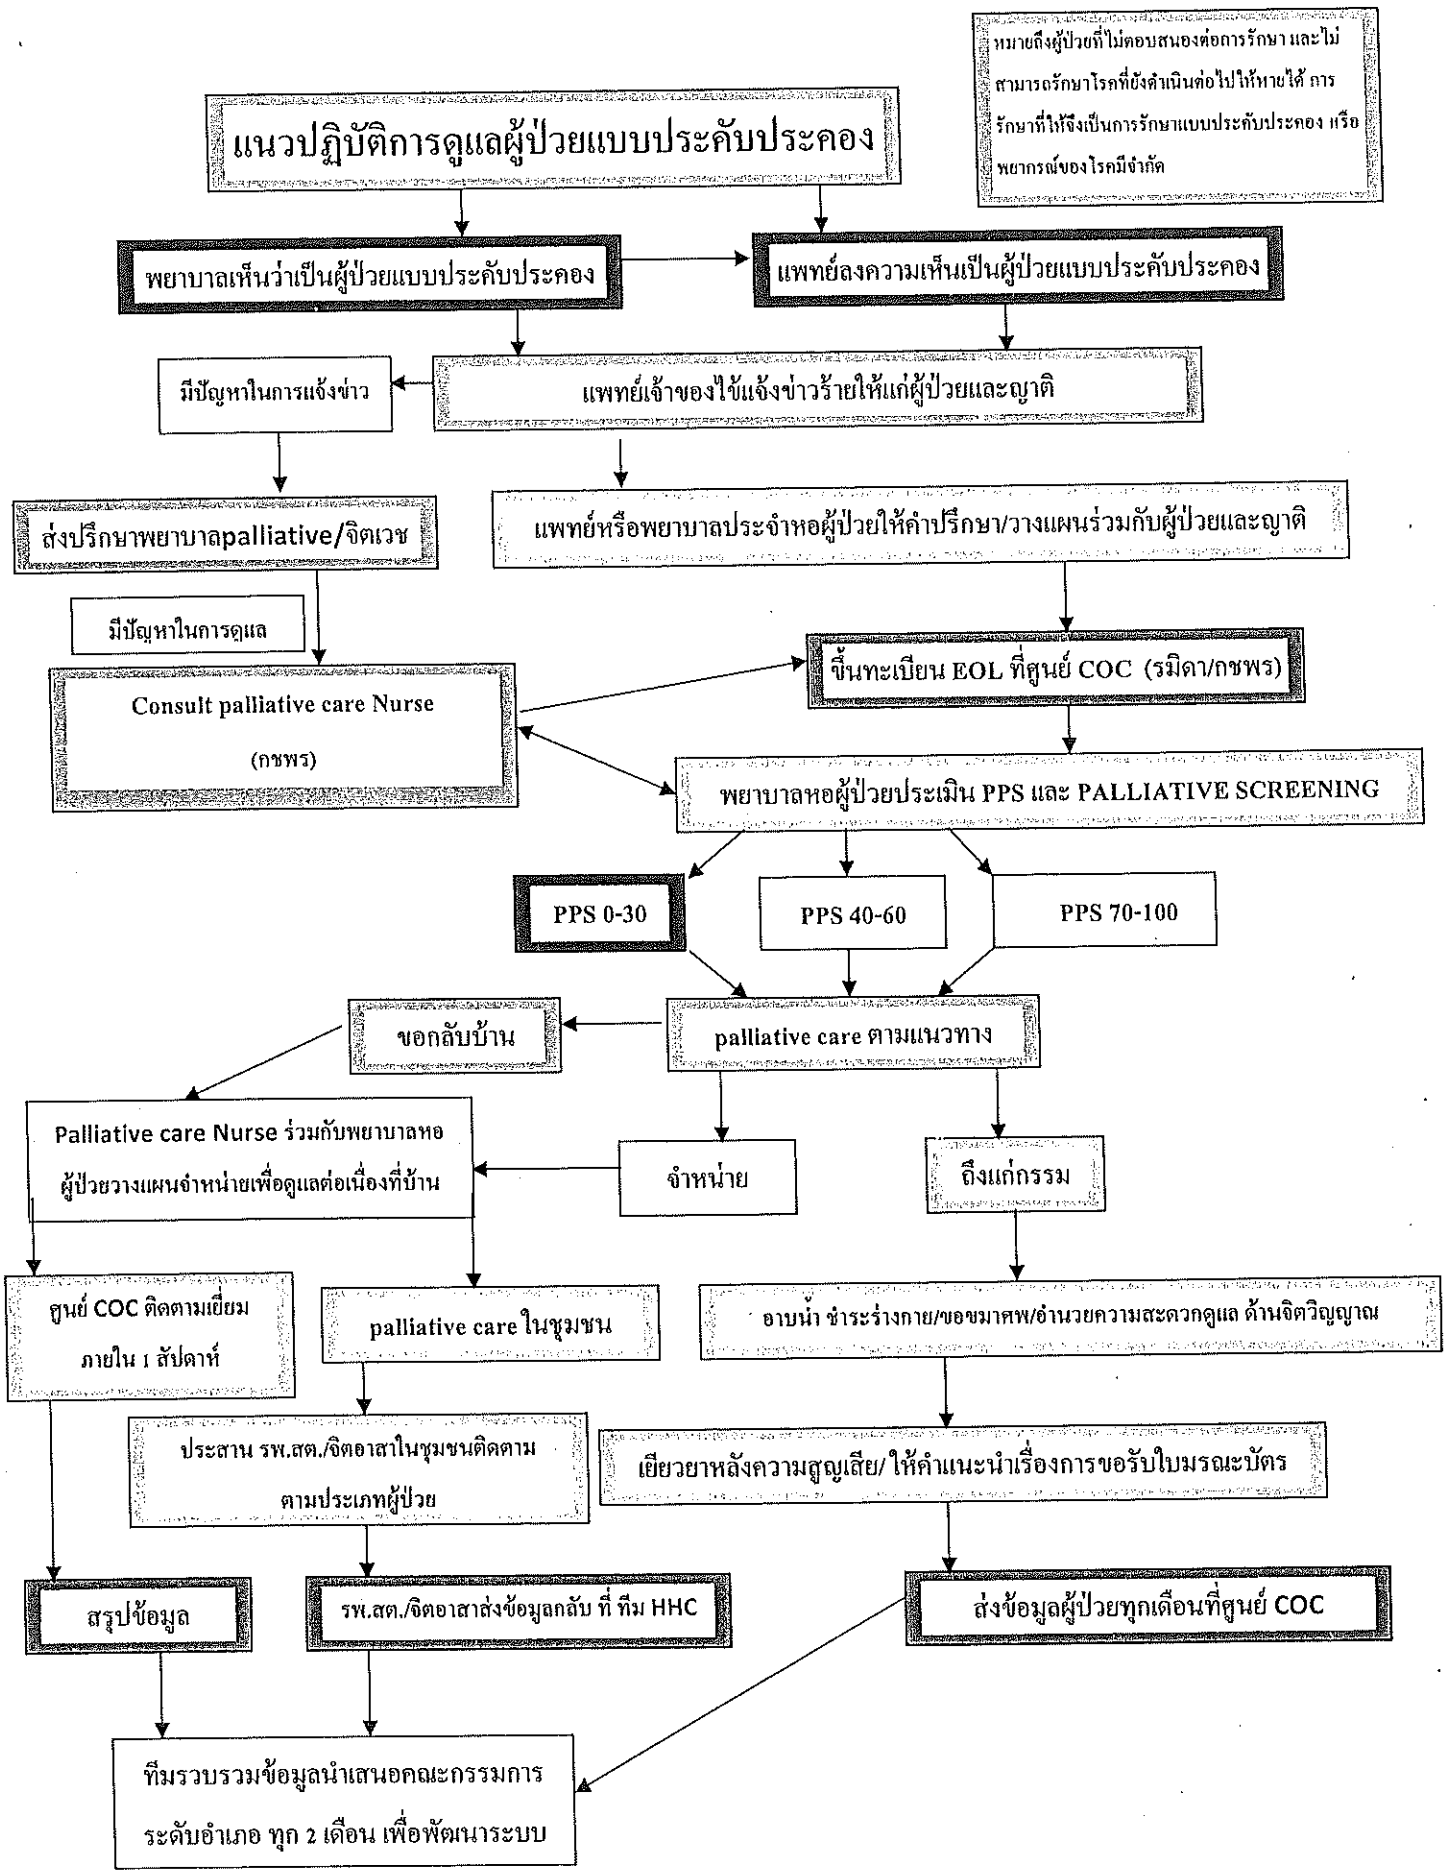 หมายถึงผู้ป่วยที่ไม่ตอบสนองต่อการรักษา และไม่
สามารถรักษาโรคที่ยังดำเนินต่อไปให้หายได้ การ
รักษาที่ให้จึงเป็นการรักษาแบบประคับประคอง หรือ
พยากรณ์ของโรคมีจำกัด
แนวปฏิบัติการดูแลผู้ป่วยแบบประคับประคอง
พยาบาลเห็นว่าเป็นผู้ป่วยแบบประคับประคอง
แพทย์ลงความเห็นเป็นผู้ป่วยแบบประคับประคอง
มีปัญหาในการแจ้งข่าว
แพทย์เจ้าของไข้แจ้งข่าวร้ายให้แก่ผู้ป่วยและญาติ
ส่งปรึกษาพยาบาลpalliative/จิตเวช
แพทย์หรือพยาบาลประจำหอผู้ป่วยให้คำปรึกษา/วางแผนร่วมกับผู้ป่วยและญาติ
มีปัญหาในการดูแล
ขึ้นทะเบียน EOL ที่ศูนย์ COC (รมิดา/กชพร)
Consult palliative care Nurse
(กชพร)
พยาบาลหอผู้ป่วยประเมิน PPS และ PALLIATIVE SCREENING
PPS 0-30
PPS 40-60
PPS 70-100
ขอกลับบ้าน
palliative care ตามแนวทาง
Palliative care Nurse ร่วมกับพยาบาลหอ
ผู้ป่วยวางแผนจำหน่ายเพื่อดูแลต่อเนื่องที่บ้าน
จำหน่าย
ถึงแก่กรรม
ศูนย์ COC ติดตามเยี่ยม
ภายใน 1 สัปดาห์
palliative care ในชุมชน
อาบน้ำ ชำระร่างกาย/ขอขมาศพ/อำนวยความสะดวกดูแล ด้านจิตวิญญาณ
ประสาน รพ.สต./จิตอาสาในชุมชนติดตาม
ตามประเภทผู้ป่วย
เยียวยาหลังความสูญเสีย/ ให้คำแนะนำเรื่องการขอรับใบมรณะบัตร
สรุปข้อมูล
รพ.สต./จิตอาสาส่งข้อมูลกลับ ที่ ทีม HHC
ส่งข้อมูลผู้ป่วยทุกเดือนที่ศูนย์ COC
ทีมรวบรวมข้อมูลนำเสนอคณะกรรมการ
ระดับอำเภอ ทุก 2 เดือน เพื่อพัฒนาระบบ